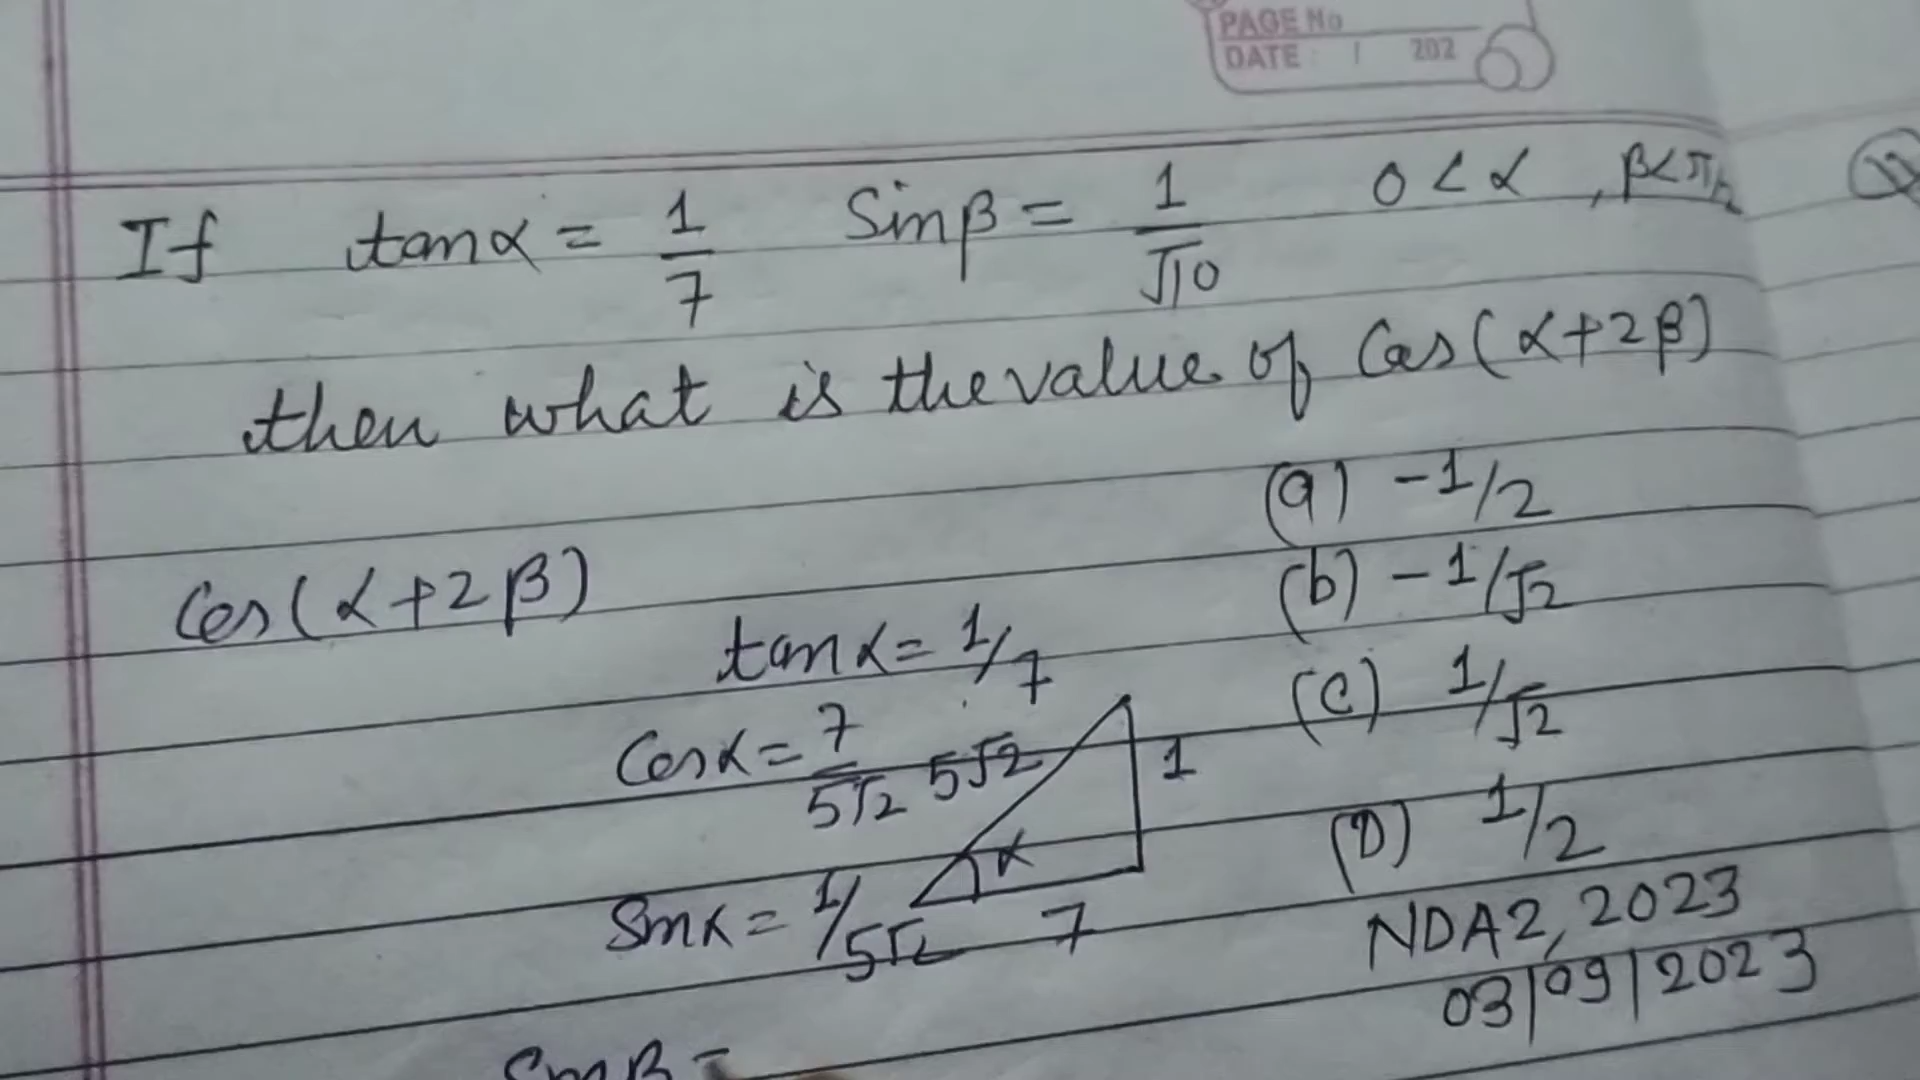 PAGE No
DATE : / 202
If tanα = 1/7 Sinβ = 1/√10 0 < α , β < π/2
then what is the value of Cos(α+2β)
(a) -1/2
Cos(α+2β)
(b) -1/√2
tanα = 1/7
(C) 1/√2
Cosα = 7/5√2 5√2 1
α
(D) 1/2
Sinα = 1/5√2 7
NDA2, 2023
03/09/2023
Sinβ =